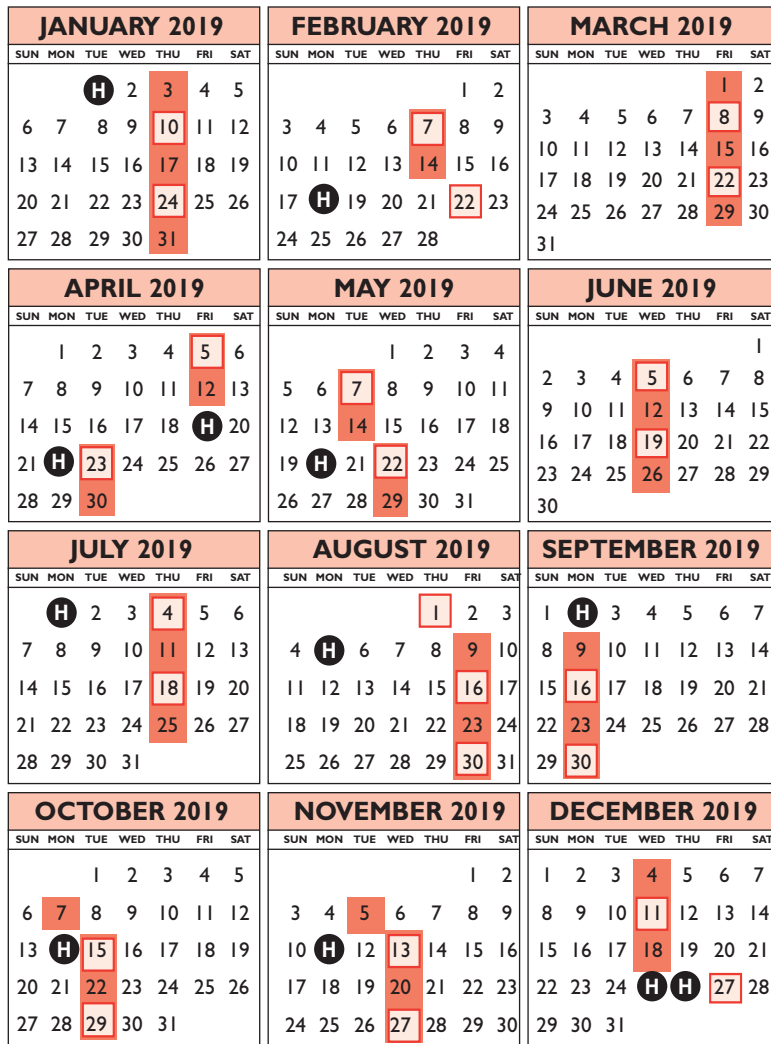 JANUARY 2019
SUN MON TUE WED THU FRI SAT
H 2 3 4 5
6 7 8 9 10 11 12
13 14 15 16 17 18 19
20 21 22 23 24 25 26
27 28 29 30 31
FEBRUARY 2019
SUN MON TUE WED THU FRI SAT
1 2
3 4 5 6 7 8 9
10 11 12 13 14 15 16
17 H 19 20 21 22 23
24 25 26 27 28
MARCH 2019
SUN MON TUE WED THU FRI SAT
1 2
3 4 5 6 7 8 9
10 11 12 13 14 15 16
17 18 19 20 21 22 23
24 25 26 27 28 29 30
31
APRIL 2019
SUN MON TUE WED THU FRI SAT
1 2 3 4 5 6
7 8 9 10 11 12 13
14 15 16 17 18 H 20
21 H 23 24 25 26 27
28 29 30
MAY 2019
SUN MON TUE WED THU FRI SAT
1 2 3 4
5 6 7 8 9 10 11
12 13 14 15 16 17 18
19 H 21 22 23 24 25
26 27 28 29 30 31
JUNE 2019
SUN MON TUE WED THU FRI SAT
1
2 3 4 5 6 7 8
9 10 11 12 13 14 15
16 17 18 19 20 21 22
23 24 25 26 27 28 29
30
JULY 2019
SUN MON TUE WED THU FRI SAT
H 2 3 4 5 6
7 8 9 10 11 12 13
14 15 16 17 18 19 20
21 22 23 24 25 26 27
28 29 30 31
AUGUST 2019
SUN MON TUE WED THU FRI SAT
1 2 3
4 H 6 7 8 9 10
11 12 13 14 15 16 17
18 19 20 21 22 23 24
25 26 27 28 29 30 31
SEPTEMBER 2019
SUN MON TUE WED THU FRI SAT
1 H 3 4 5 6 7
8 9 10 11 12 13 14
15 16 17 18 19 20 21
22 23 24 25 26 27 28
29 30
OCTOBER 2019
SUN MON TUE WED THU FRI SAT
1 2 3 4 5
6 7 8 9 10 11 12
13 H 15 16 17 18 19
20 21 22 23 24 25 26
27 28 29 30 31
NOVEMBER 2019
SUN MON TUE WED THU FRI SAT
1 2
3 4 5 6 7 8 9
10 H 12 13 14 15 16
17 18 19 20 21 22 23
24 25 26 27 28 29 30
DECEMBER 2019
SUN MON TUE WED THU FRI SAT
1 2 3 4 5 6 7
8 9 10 11 12 13 14
15 16 17 18 19 20 21
22 23 24 H H 27 28
29 30 31